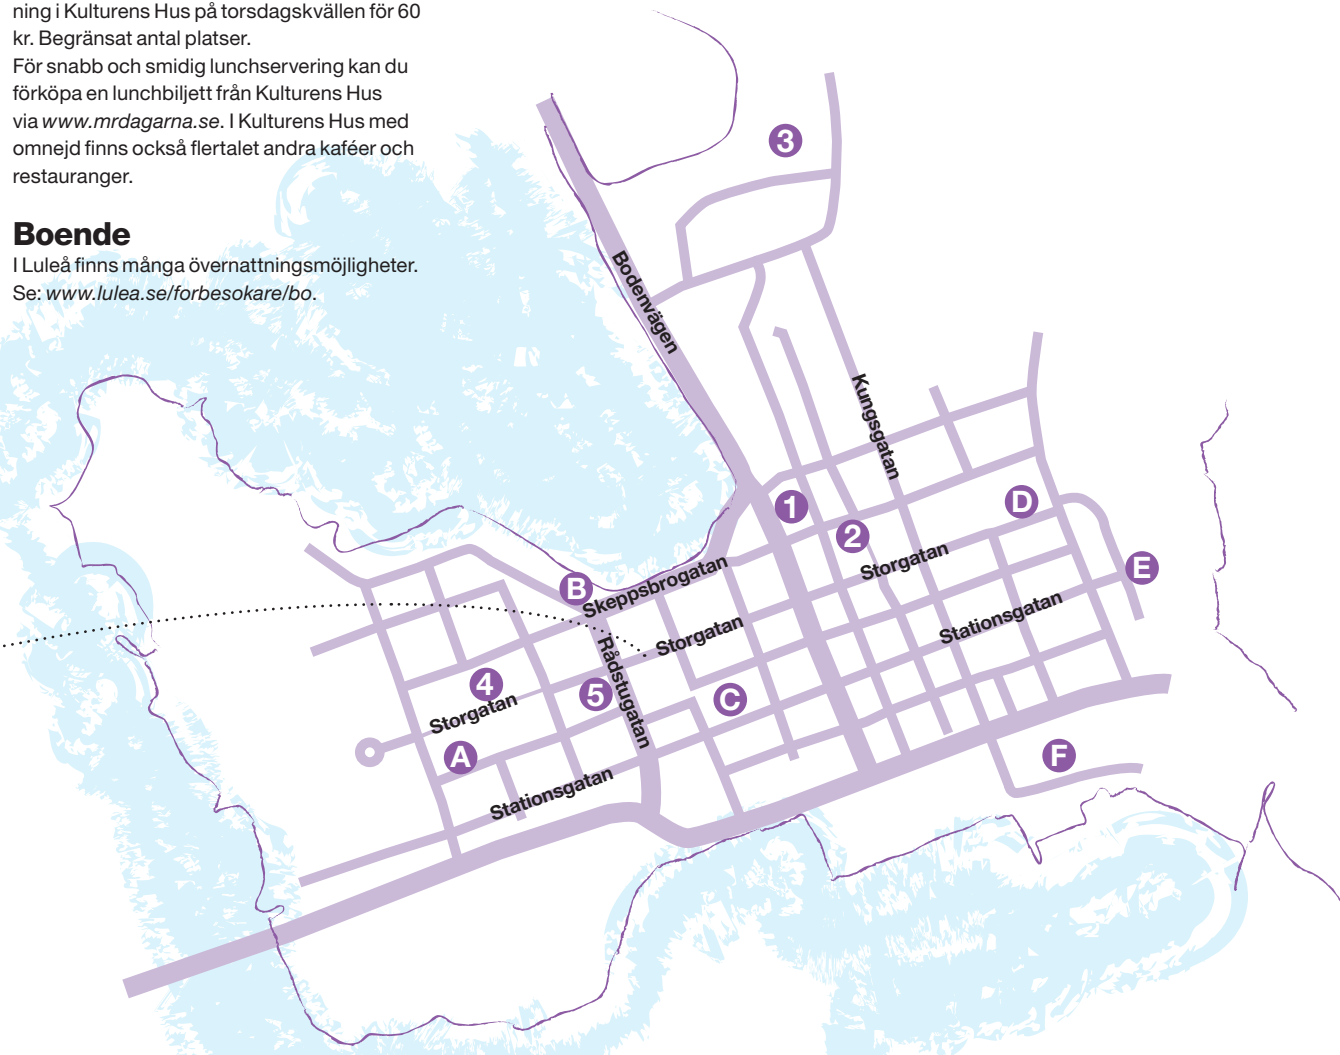 ning i Kulturens Hus på torsdagskvällen för 60
kr. Begränsat antal platser.
För snabb och smidig lunchservering kan du
förköpa en lunchbiljett från Kulturens Hus
via www.mrdagarna.se. I Kulturens Hus med
omnejd finns också flertalet andra kaféer och
restauranger.
Boende
I Luleå finns många övernattningsmöjligheter.
Se: www.lulea.se/forbesokare/bo.
3
Bodenvägen
Kungsgatan
1
D
2
Storgatan
E
B
Skeppsbrogatan
Stationsgatan
Storgatan
Rådstugatan
4
5
C
Storgatan
A
F
Stationsgatan